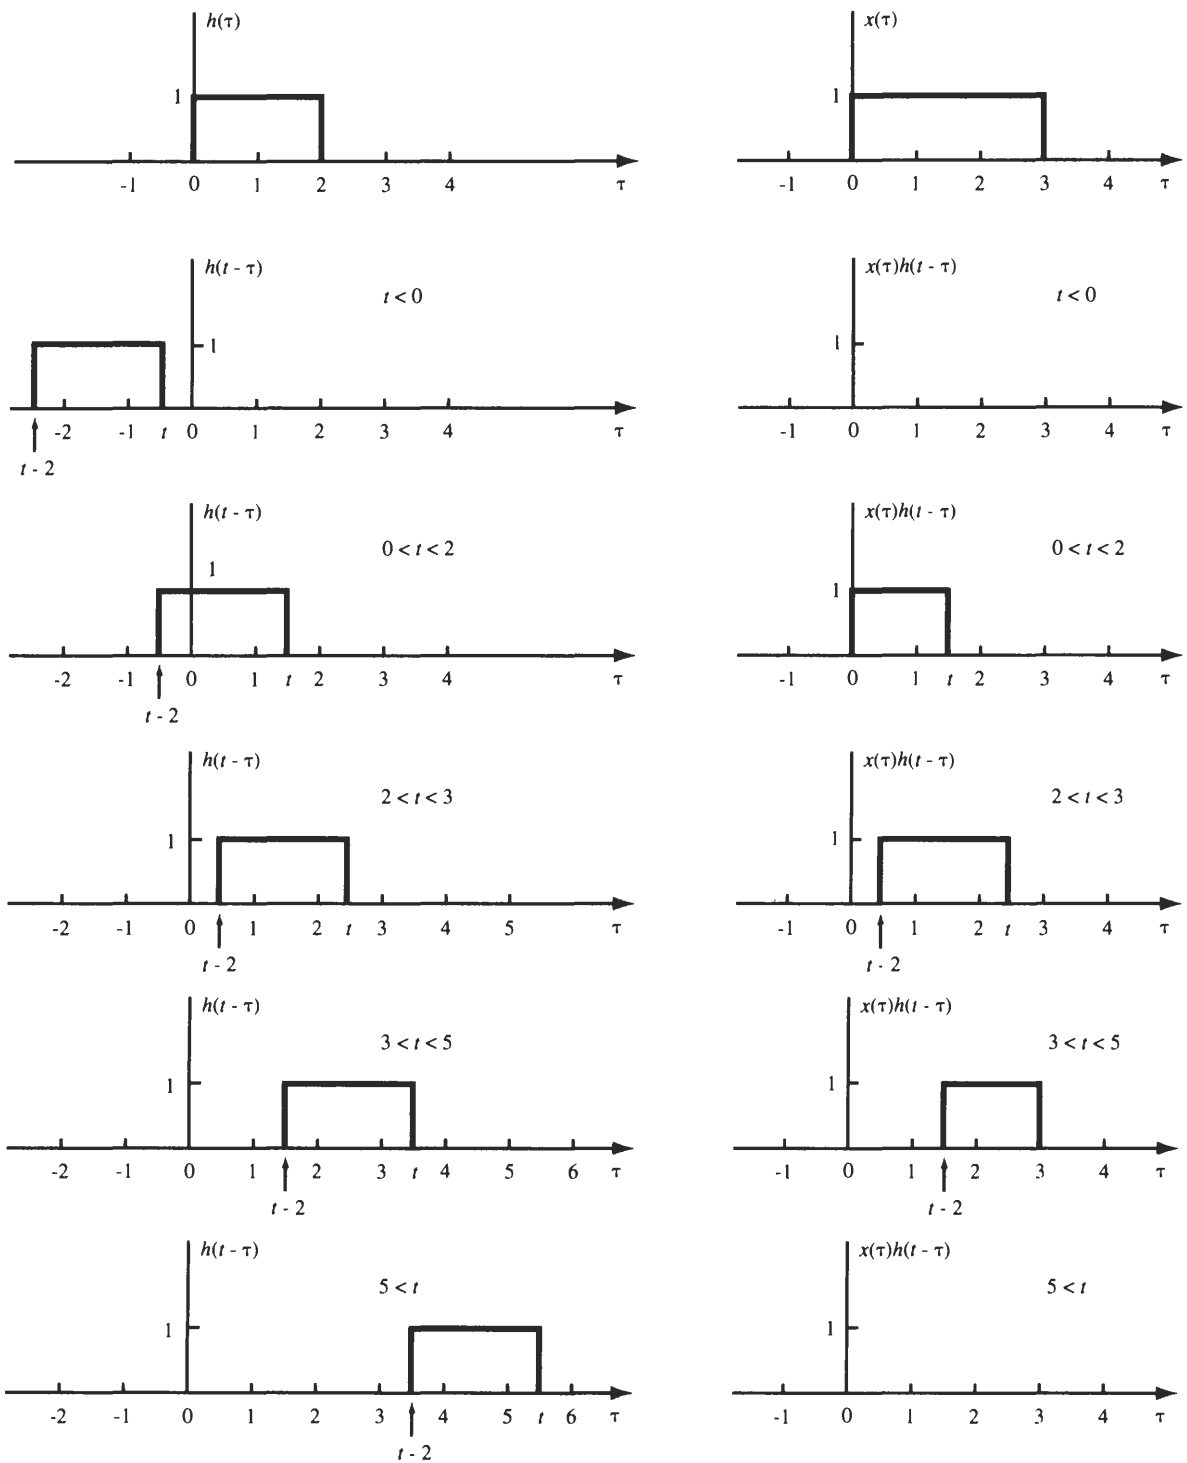 h(τ)
1
-1 0 1 2 3 4 τ
x(τ)
1
-1 0 1 2 3 4 τ
h(t - τ)
t < 0
1
-2 -1 t 0 1 2 3 4 τ
t - 2
x(τ)h(t - τ)
t < 0
1
-1 0 1 2 3 4 τ
h(t - τ)
0 < t < 2
1
-2 -1 0 1 t 2 3 4 τ
t - 2
x(τ)h(t - τ)
0 < t < 2
1
-1 0 1 t 2 3 4 τ
h(t - τ)
2 < t < 3
1
-2 -1 0 1 2 t 3 4 5 τ
t - 2
x(τ)h(t - τ)
2 < t < 3
1
-1 0 1 2 t 3 4 τ
t - 2
h(t - τ)
3 < t < 5
1
-2 -1 0 1 2 3 t 4 5 6 τ
t - 2
x(τ)h(t - τ)
3 < t < 5
1
-1 0 1 2 3 4 τ
t - 2
h(t - τ)
5 < t
1
-2 -1 0 1 2 3 4 5 t 6 τ
t - 2
x(τ)h(t - τ)
5 < t
1
-1 0 1 2 3 4 τ